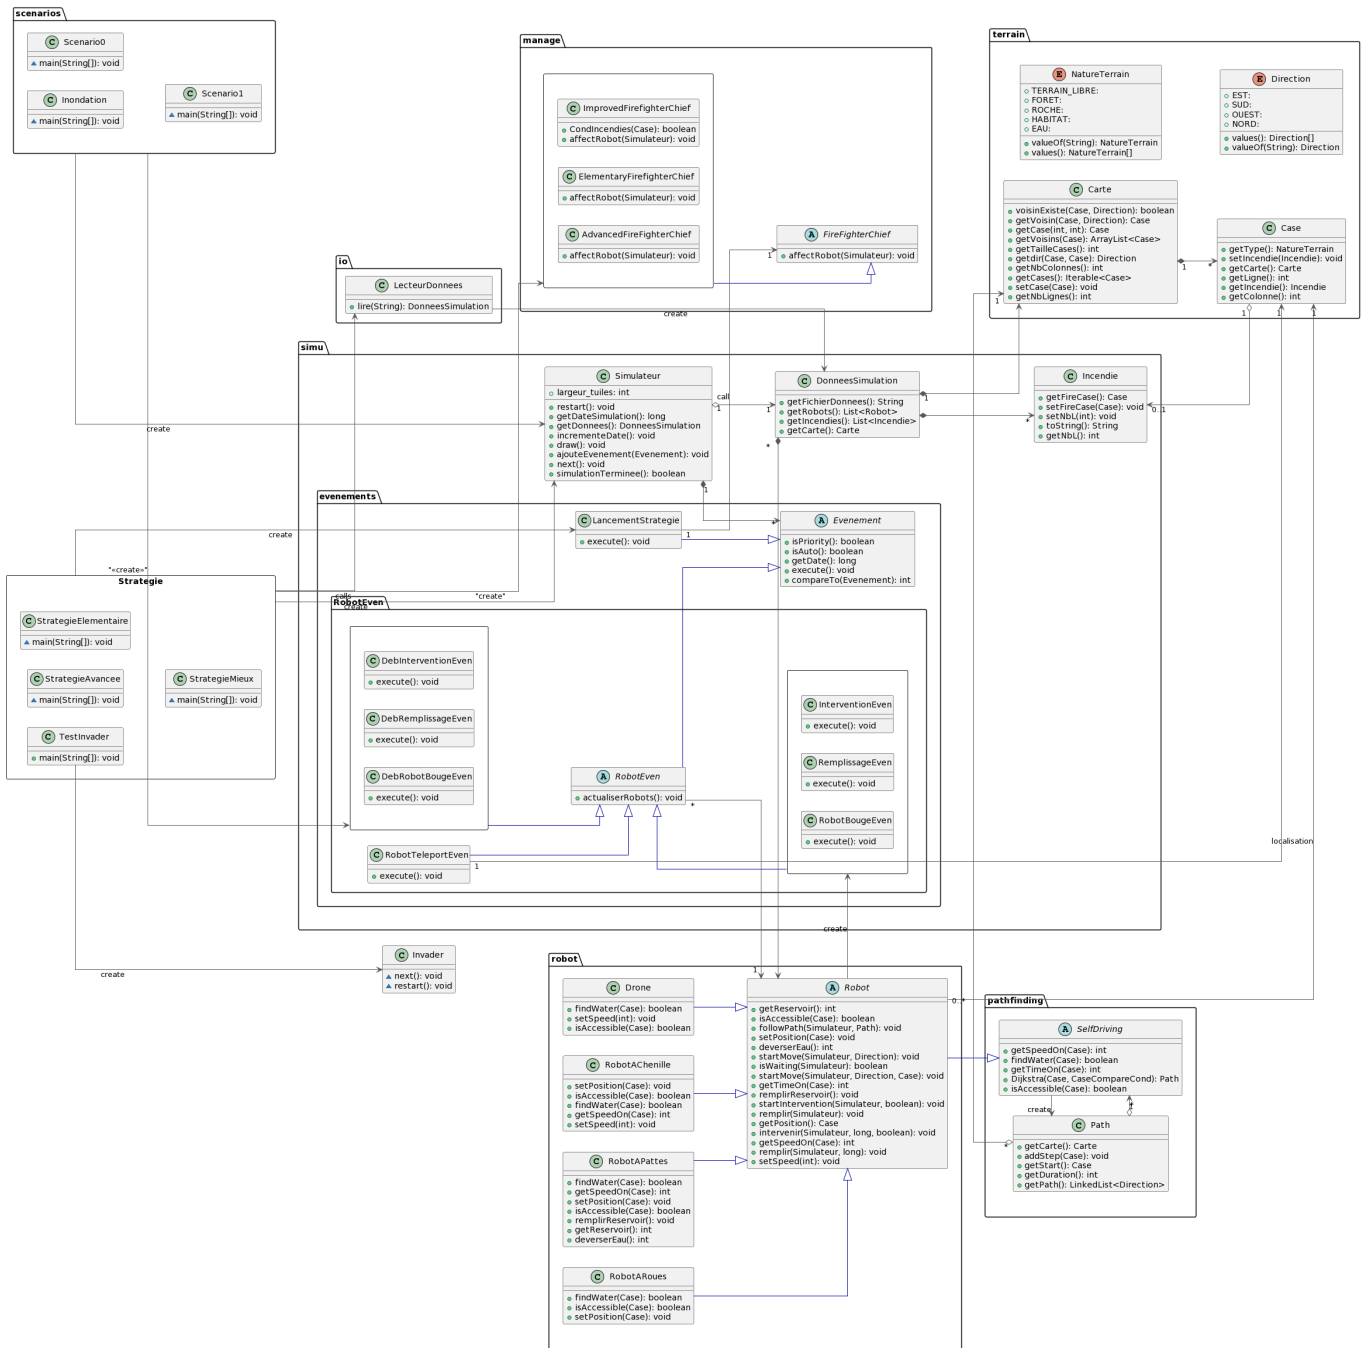 scenarios
Scenario0
main(String[]): void
Inondation
main(String[]): void
Scenario1
main(String[]): void
manage
ImprovedFirefighterChief
CondIncendies(Case): boolean
affectRobot(Simulateur): void
ElementaryFirefighterChief
affectRobot(Simulateur): void
AdvancedFireFighterChief
affectRobot(Simulateur): void
FireFighterChief
affectRobot(Simulateur): void
1
terrain
NatureTerrain
TERRAIN_LIBRE:
FORET:
ROCHE:
HABITAT:
EAU:
valueOf(String): NatureTerrain
values(): NatureTerrain[]
Direction
EST:
SUD:
OUEST:
NORD:
values(): Direction[]
valueOf(String): Direction
Carte
voisinExiste(Case, Direction): boolean
getVoisin(Case, Direction): Case
getCase(int, int): Case
getVoisins(Case): ArrayList<Case>
getTailleCases(): int
getdir(Case, Case): Direction
getNbColonnes(): int
getCases(): Iterable<Case>
setCase(Case): void
getNbLignes(): int
1
*
1
Case
getType(): NatureTerrain
setIncendie(Incendie): void
getCarte(): Carte
getLigne(): int
getIncendie(): Incendie
getColonne(): int
1
1
1
io
LecteurDonnees
lire(String): DonneesSimulation
create
simu
Simulateur
largeur_tuiles: int
restart(): void
getDateSimulation(): long
getDonnees(): DonneesSimulation
incrementeDate(): void
draw(): void
ajouteEvenement(Evenement): void
next(): void
simulationTerminee(): boolean
call
1
1
1
DonneesSimulation
getFichierDonnees(): String
getRobots(): List<Robot>
getIncendies(): List<Incendie>
getCarte(): Carte
1
*
*
Incendie
getFireCase(): Case
setFireCase(Case): void
setNbL(int): void
toString(): String
getNbL(): int
0..1
create
evenements
LancementStrategie
execute(): void
1
*
Evenement
isPriority(): boolean
isAuto(): boolean
getDate(): long
execute(): void
compareTo(Evenement): int
create
"<<create>>"
Strategie
StrategieElementaire
main(String[]): void
StrategieAvancee
main(String[]): void
StrategieMieux
main(String[]): void
TestInvader
main(String[]): void
calls
create
"create"
RobotEven
DebInterventionEven
execute(): void
DebRemplissageEven
execute(): void
DebRobotBougeEven
execute(): void
RobotEven
actualiserRobots(): void
*
InterventionEven
execute(): void
RemplissageEven
execute(): void
RobotBougeEven
execute(): void
RobotTeleportEven
execute(): void
1
localisation
create
create
Invader
next(): void
restart(): void
robot
Drone
findWater(Case): boolean
setSpeed(int): void
isAccessible(Case): boolean
RobotAChenille
setPosition(Case): void
isAccessible(Case): boolean
findWater(Case): boolean
getSpeedOn(Case): int
setSpeed(int): void
RobotAPattes
findWater(Case): boolean
getSpeedOn(Case): int
setPosition(Case): void
isAccessible(Case): boolean
remplirReservoir(): void
getReservoir(): int
deverserEau(): int
RobotARoues
findWater(Case): boolean
isAccessible(Case): boolean
setPosition(Case): void
1
Robot
getReservoir(): int
isAccessible(Case): boolean
followPath(Simulateur, Path): void
setPosition(Case): void
deverserEau(): int
startMove(Simulateur, Direction): void
isWaiting(Simulateur): boolean
startMove(Simulateur, Direction, Case): void
getTimeOn(Case): int
remplirReservoir(): void
startIntervention(Simulateur, boolean): void
remplir(Simulateur): void
getPosition(): Case
intervenir(Simulateur, long, boolean): void
getSpeedOn(Case): int
remplir(Simulateur, long): void
setSpeed(int): void
0..*
pathfinding
SelfDriving
getSpeedOn(Case): int
findWater(Case): boolean
getTimeOn(Case): int
Dijkstra(Case, CaseCompareCond): Path
isAccessible(Case): boolean
create
*
Path
getCarte(): Carte
addStep(Case): void
getStart(): Case
getDuration(): int
getPath(): LinkedList<Direction>
*